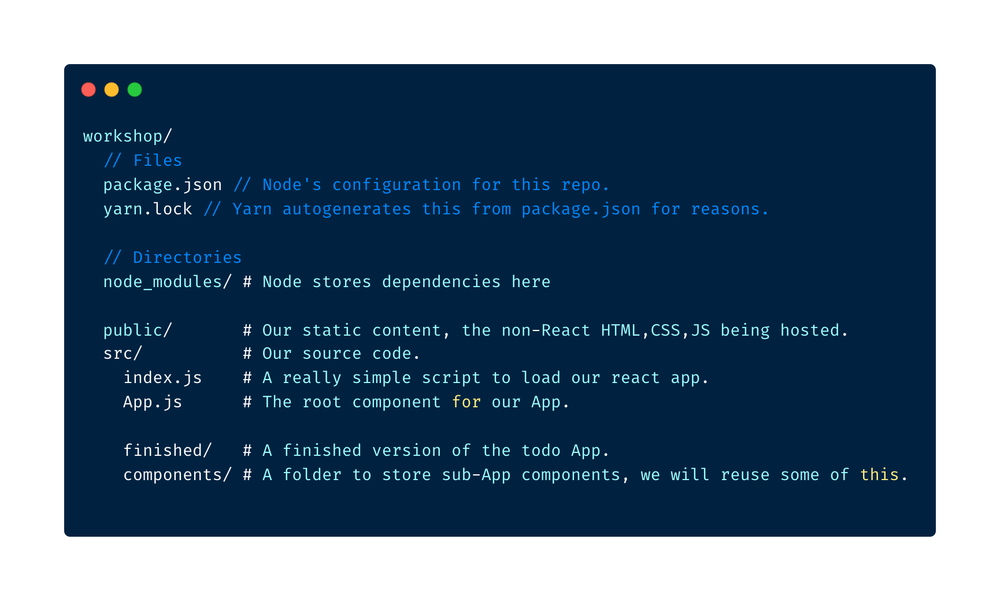 workshop/
  // Files
  package.json // Node's configuration for this repo.
  yarn.lock // Yarn autogenerates this from package.json for reasons.

  // Directories
  node_modules/ # Node stores dependencies here

  public/       # Our static content, the non-React HTML,CSS,JS being hosted.
  src/          # Our source code.
    index.js    # A really simple script to load our react app.
    App.js      # The root component for our App.

    finished/   # A finished version of the todo App.
    components/ # A folder to store sub-App components, we will reuse some of this.